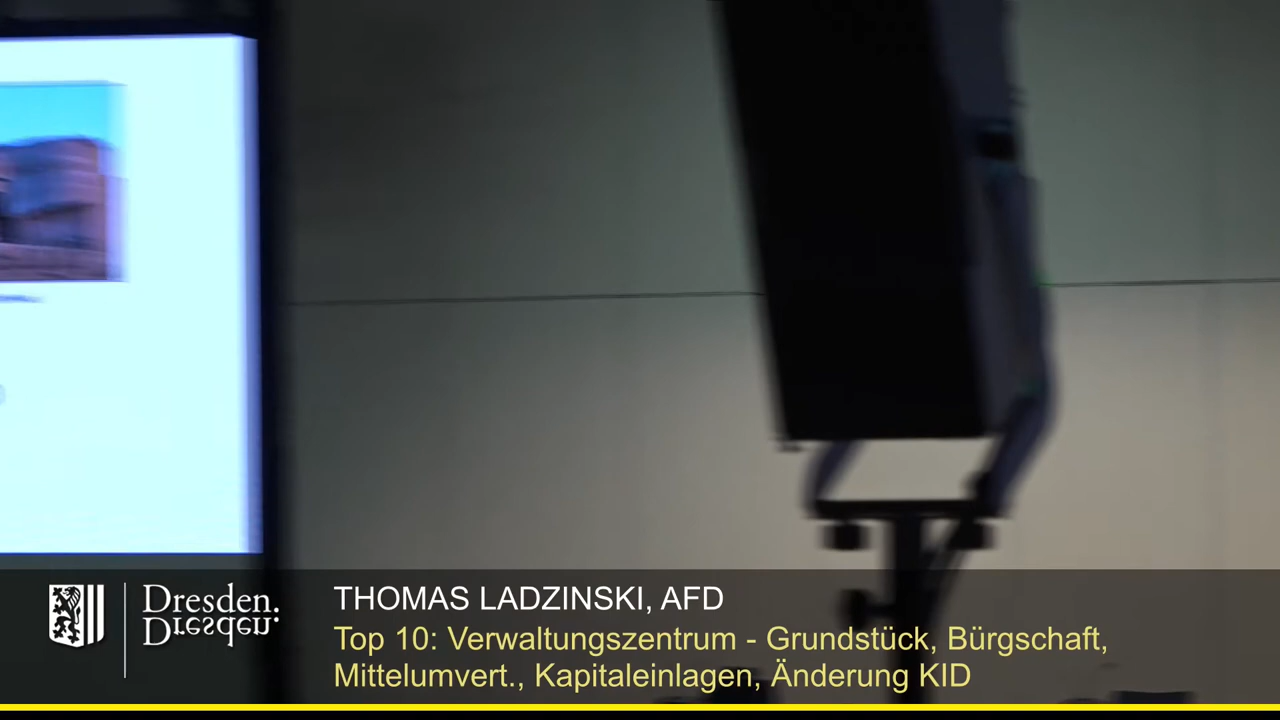 Dresden.
Dresden.
THOMAS LADZINSKI, AFD
Top 10: Verwaltungszentrum - Grundstück, Bürgschaft,
Mittelumvert., Kapitaleinlagen, Änderung KID